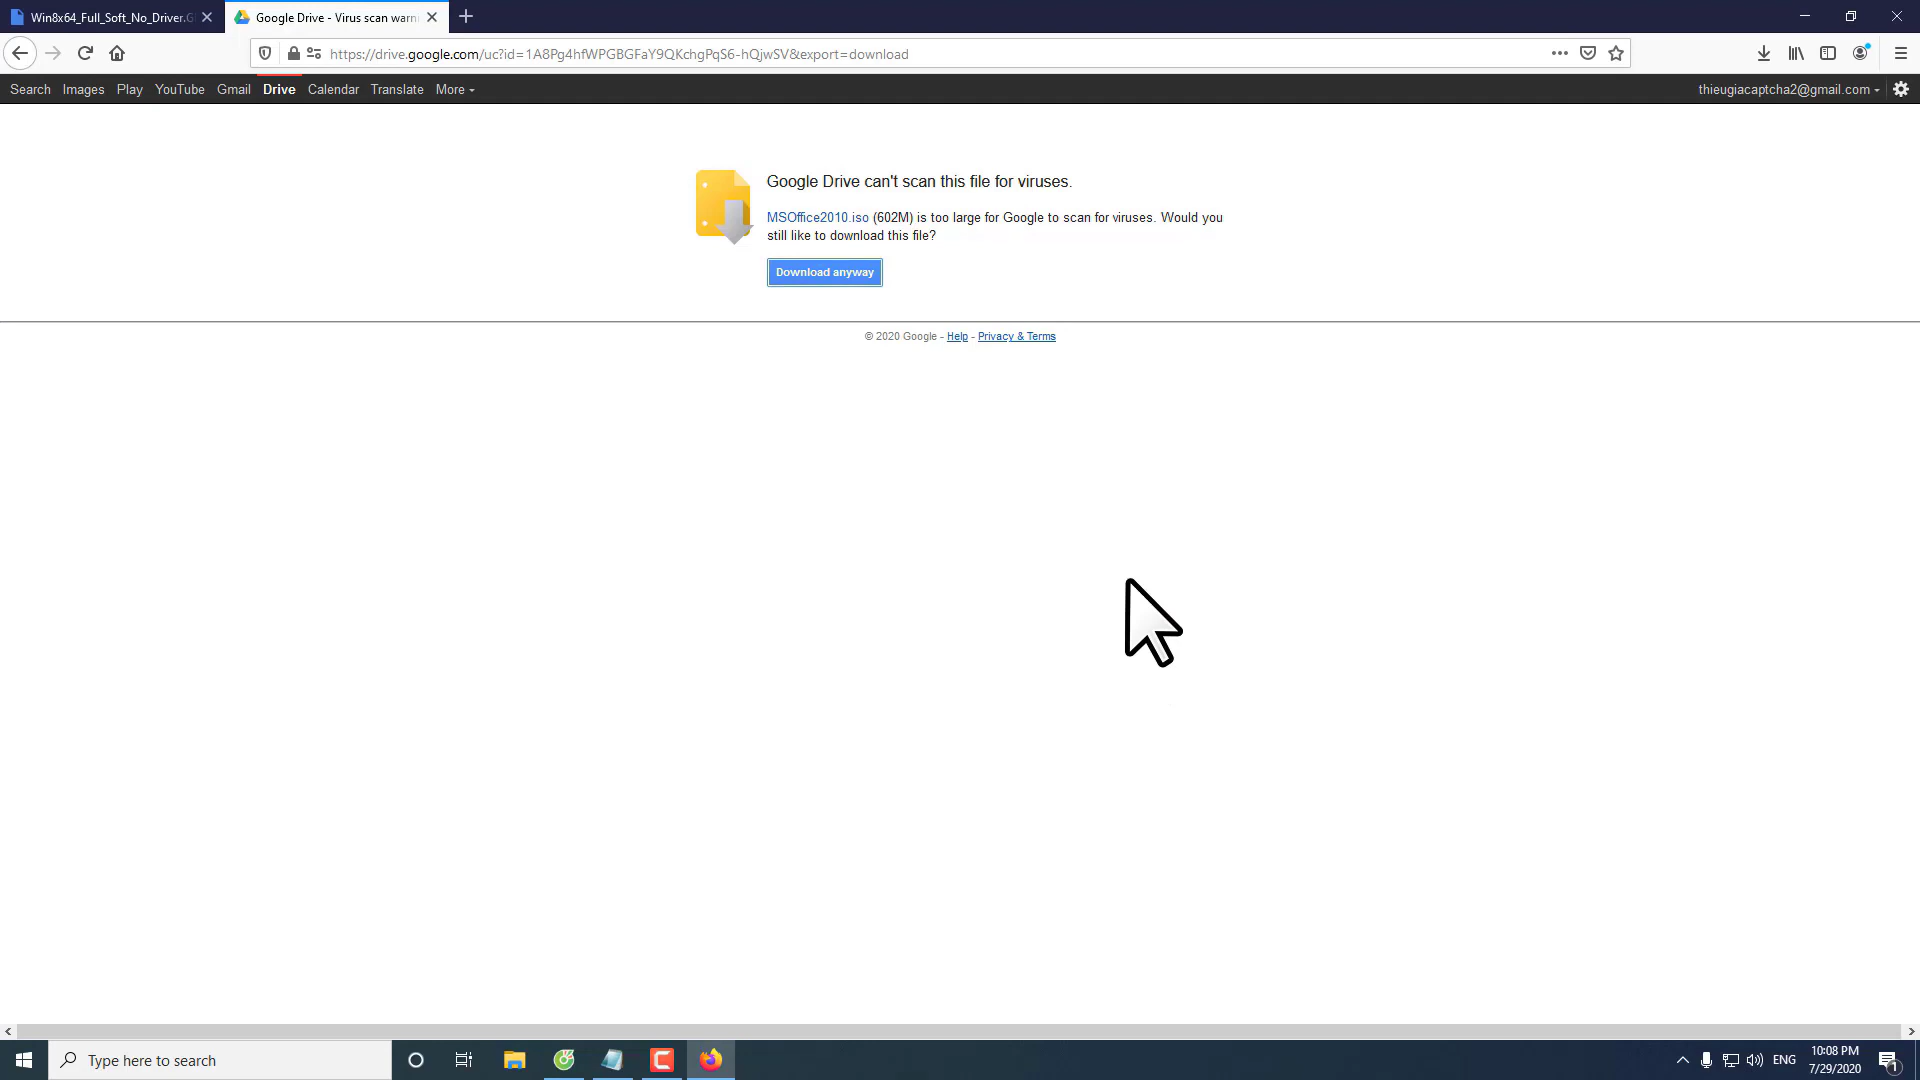 Win8x64_Full_Soft_No_Driver.G
Google Drive - Virus scan warn
https://drive.google.com/uc?id=1A8Pg4hfWPGBGFaY9QKchgPqS6-hQjwSV&export=download
Search Images Play YouTube Gmail Drive Calendar Translate More
thieugiacaptcha2@gmail.com
Google Drive can't scan this file for viruses.
MSOffice2010.iso (602M) is too large for Google to scan for viruses. Would you
still like to download this file?
Download anyway
© 2020 Google - Help - Privacy & Terms
Type here to search
ENG
10:08 PM
7/29/2020
1